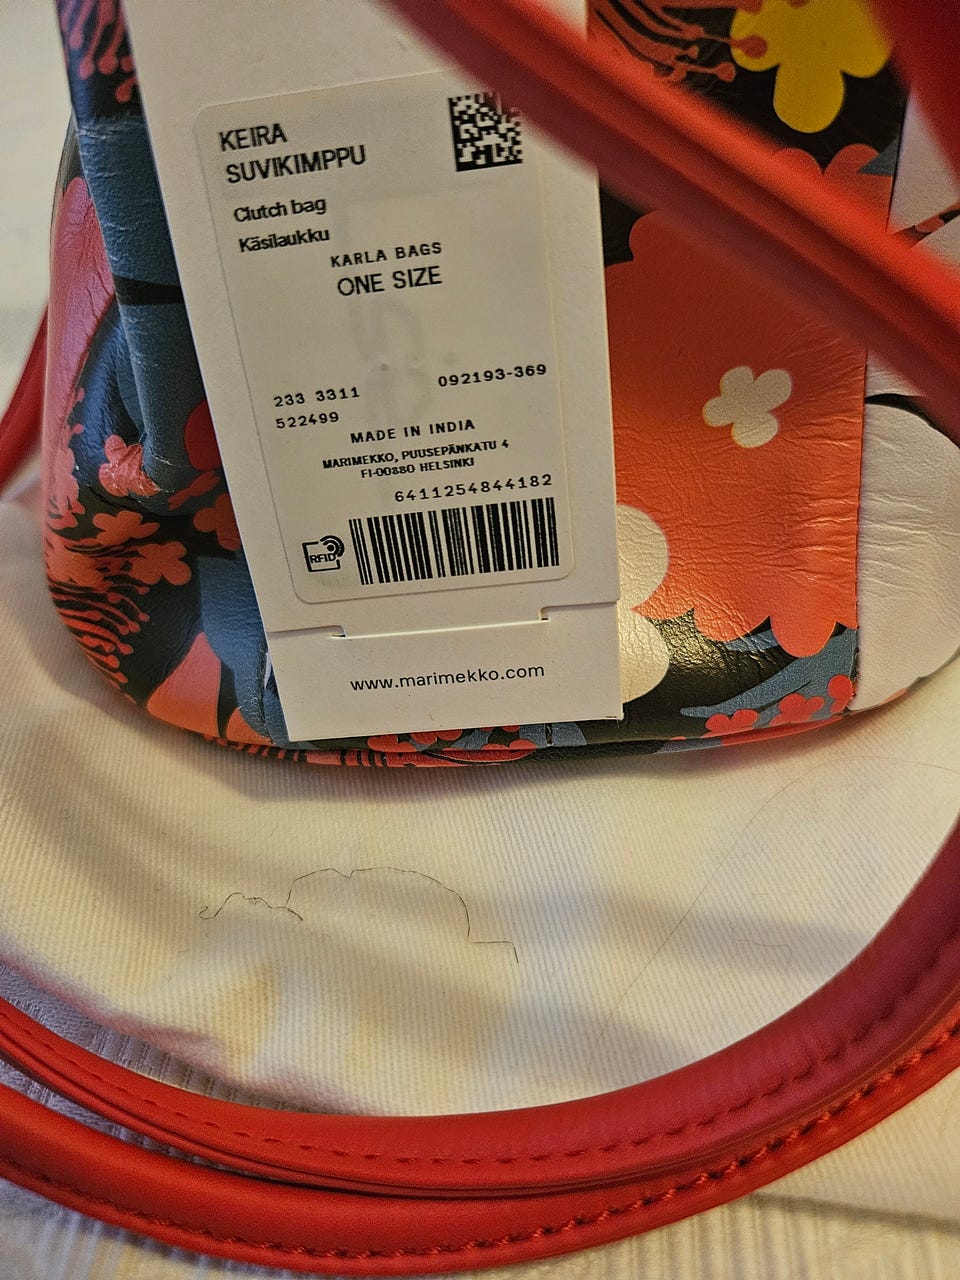 KEIRA
SUVIKIMPPU
Clutch bag
Käsilaukku
KARLA BAGS
ONE SIZE
233 3311 092193-369
522499
MADE IN INDIA
MARIMEKKO, PUUSEPÄNKATU 4
FI-00880 HELSINKI
6411254844182
RFID
www.marimekko.com